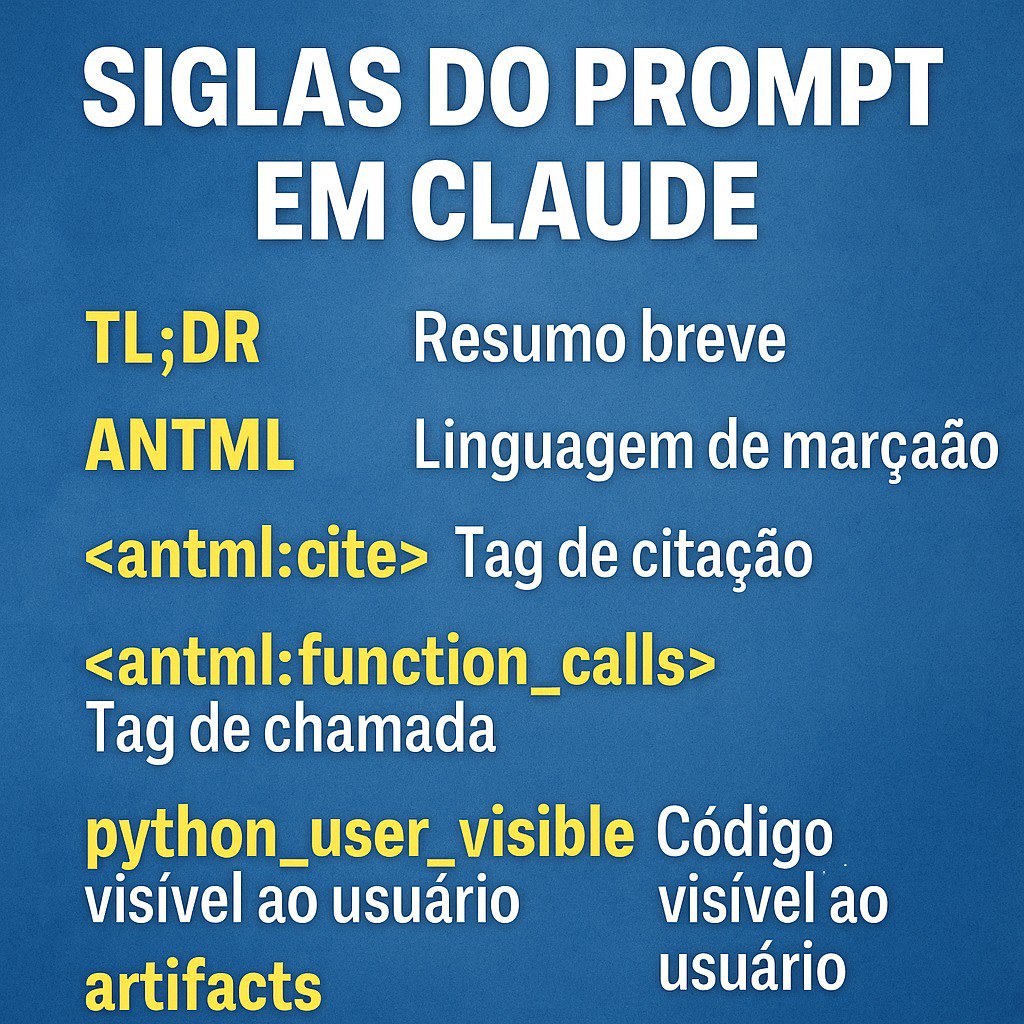 SIGLAS DO PROMPT
EM CLAUDE
TL;DR Resumo breve
ANTML Linguagem de marçaão
<cite> Tag de citação
<function_calls>
Tag de chamada
python_user_visible Código
visível ao usuário visível ao
usuário
artifacts